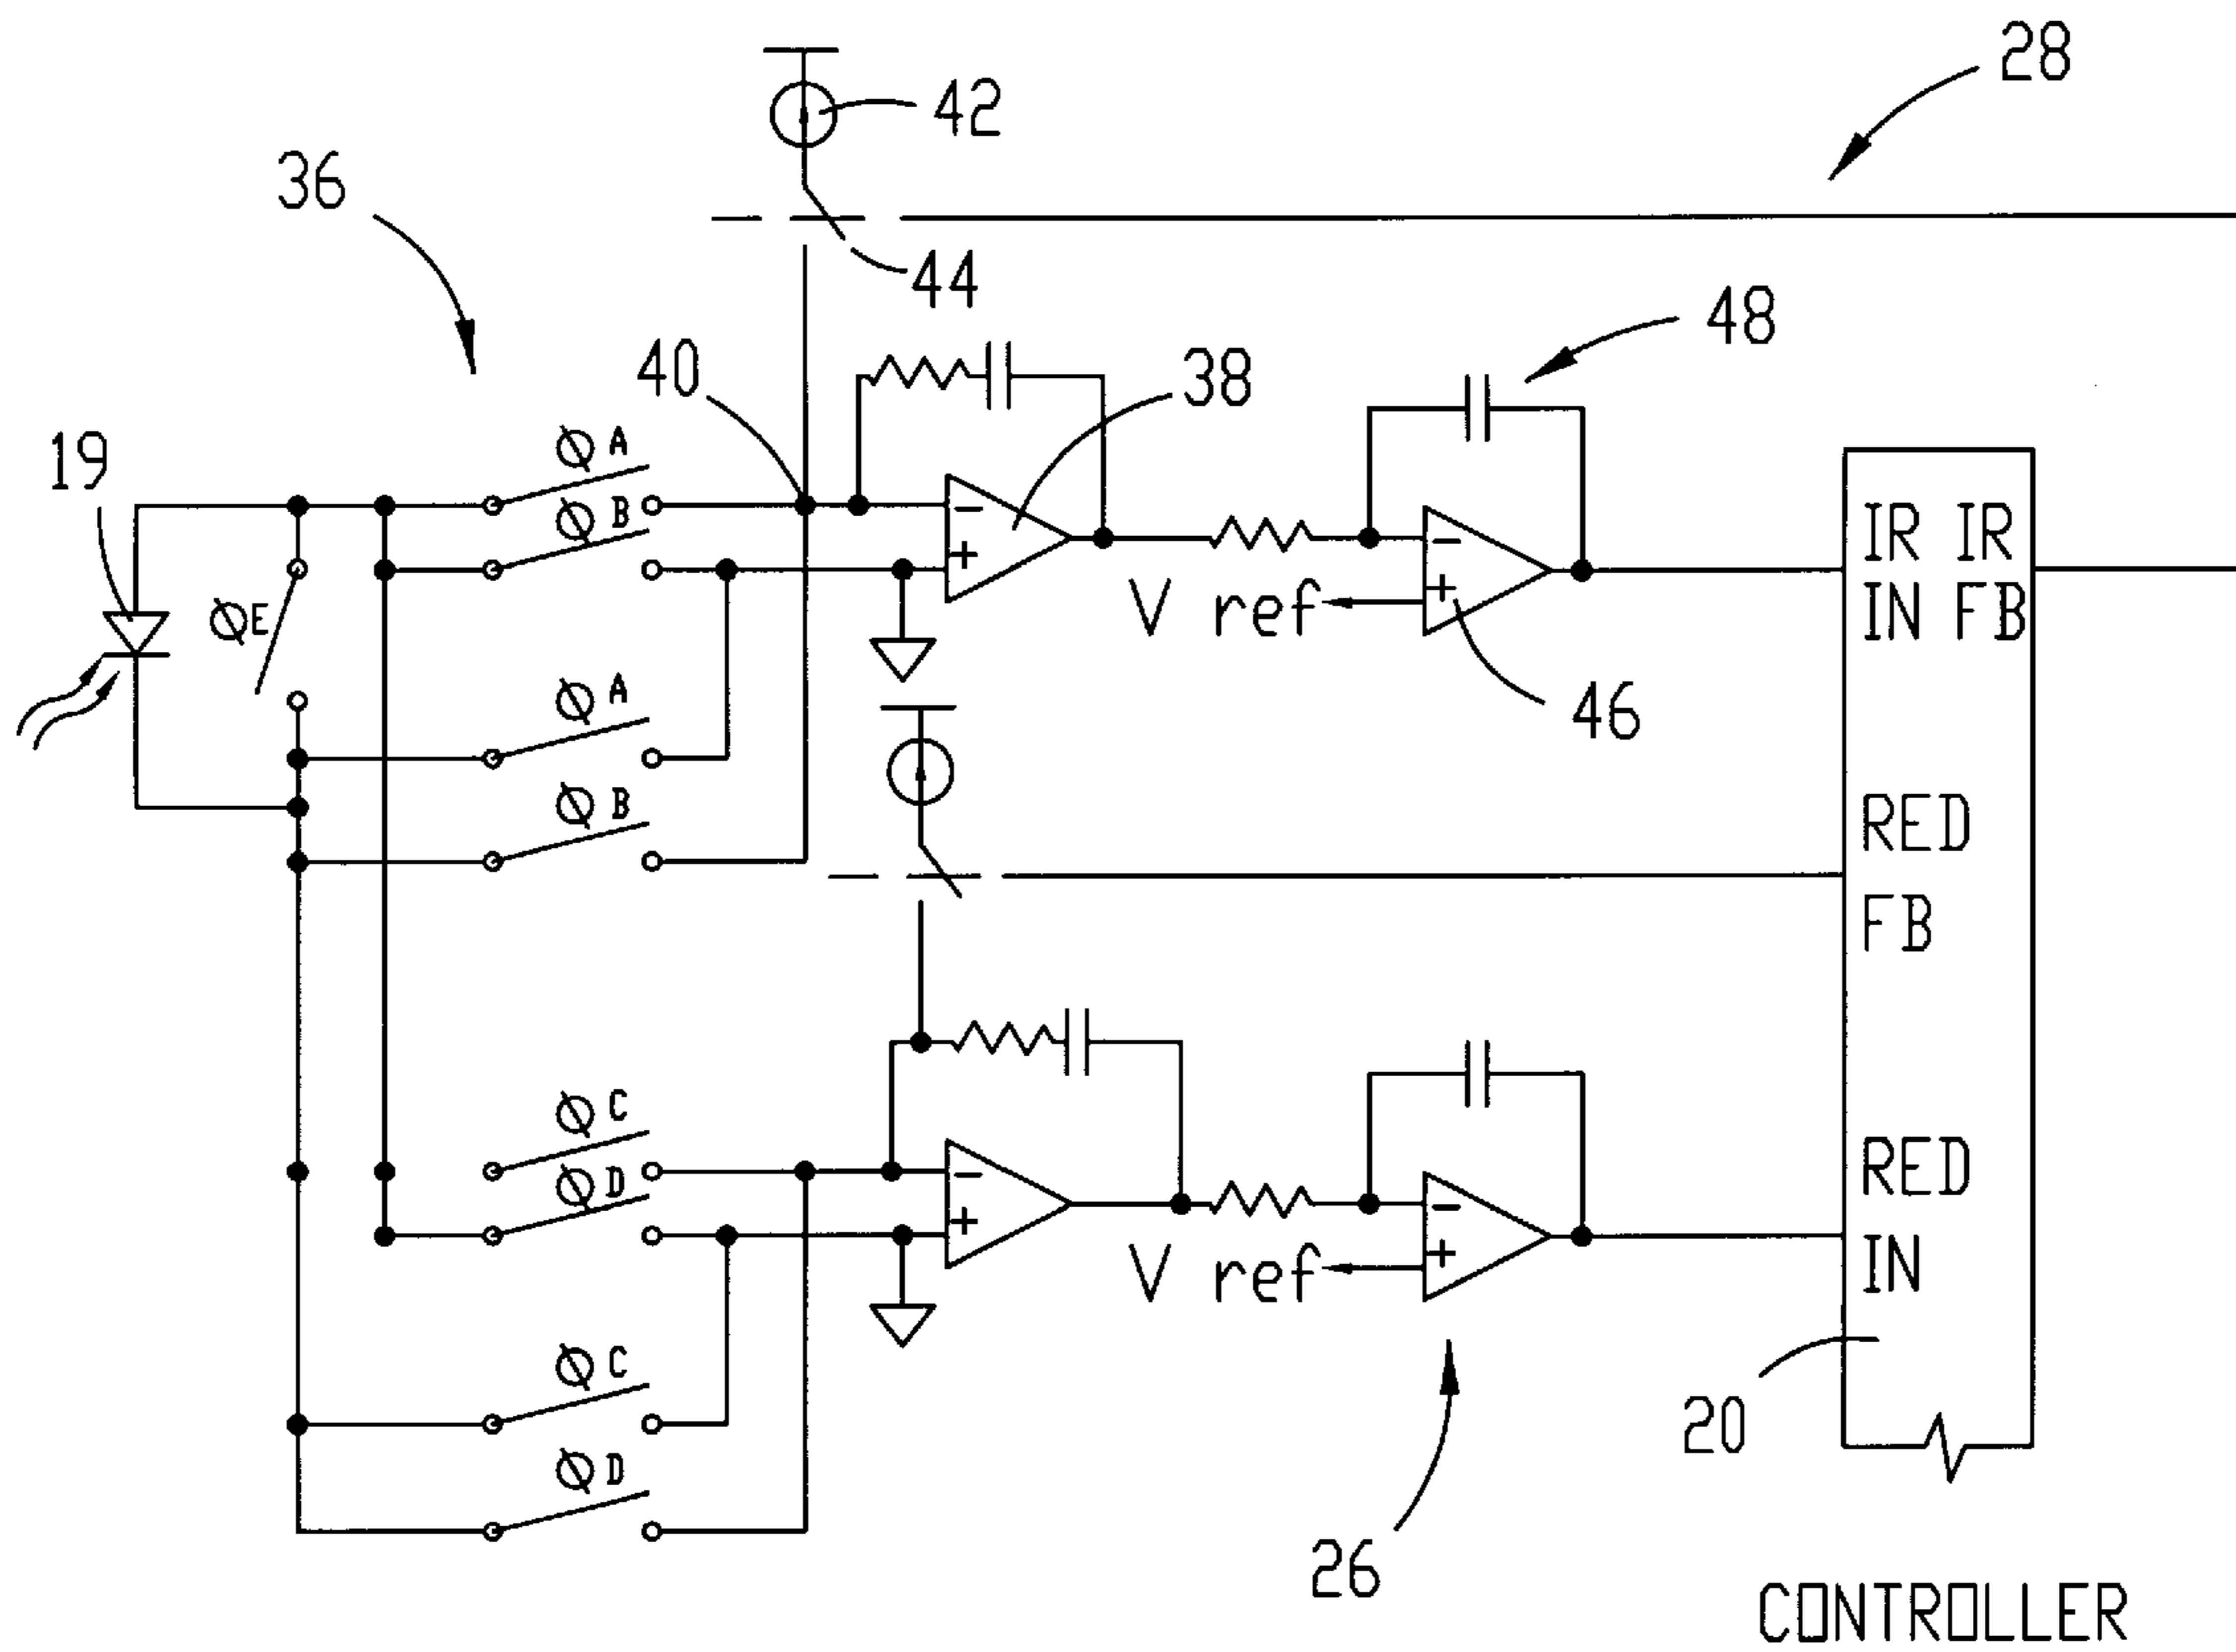 28
42
36
44
48
40
38
19
ØA
ØB
IR IR
IN FB
ØE
V ref
ØA
46
ØB
RED
FB
ØC
ØD
RED
V ref
IN
ØC
20
ØD
26
CONTROLLER